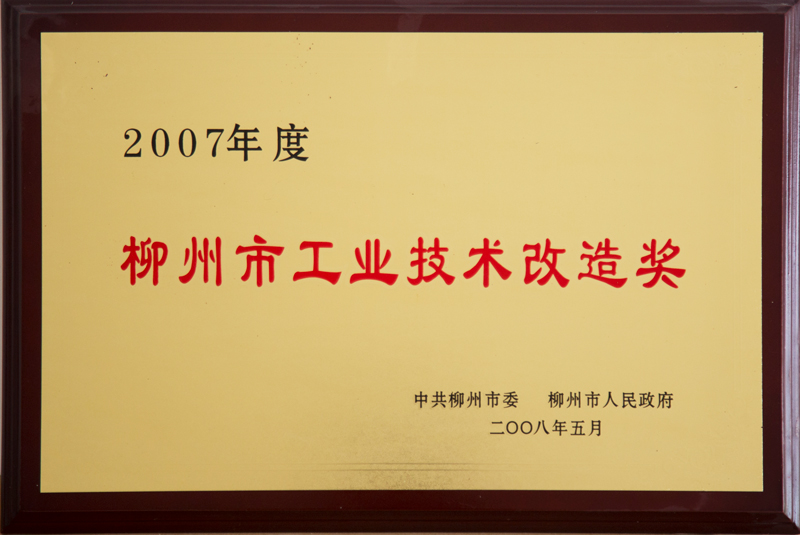 2007年度
柳州市工业技术改造奖
中共柳州市委 柳州市人民政府
二〇〇八年五月